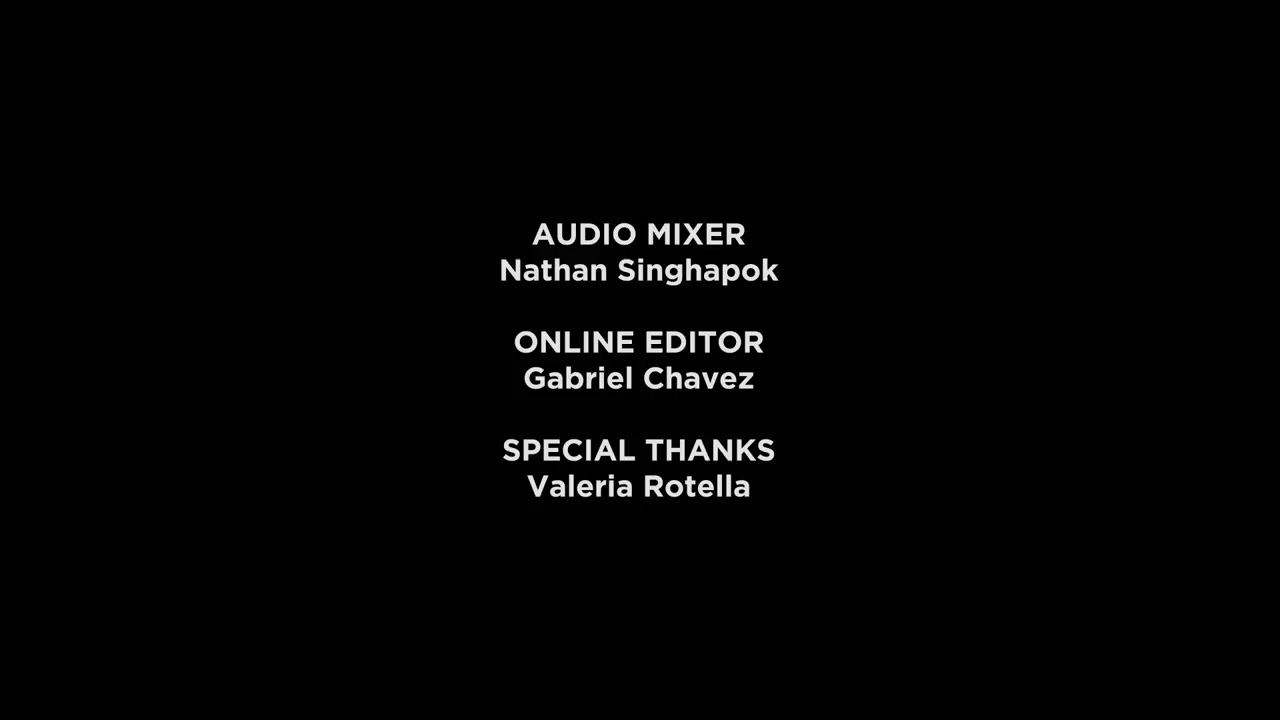 AUDIO MIXER
Nathan Singhapok
ONLINE EDITOR
Gabriel Chavez
SPECIAL THANKS
Valeria Rotella